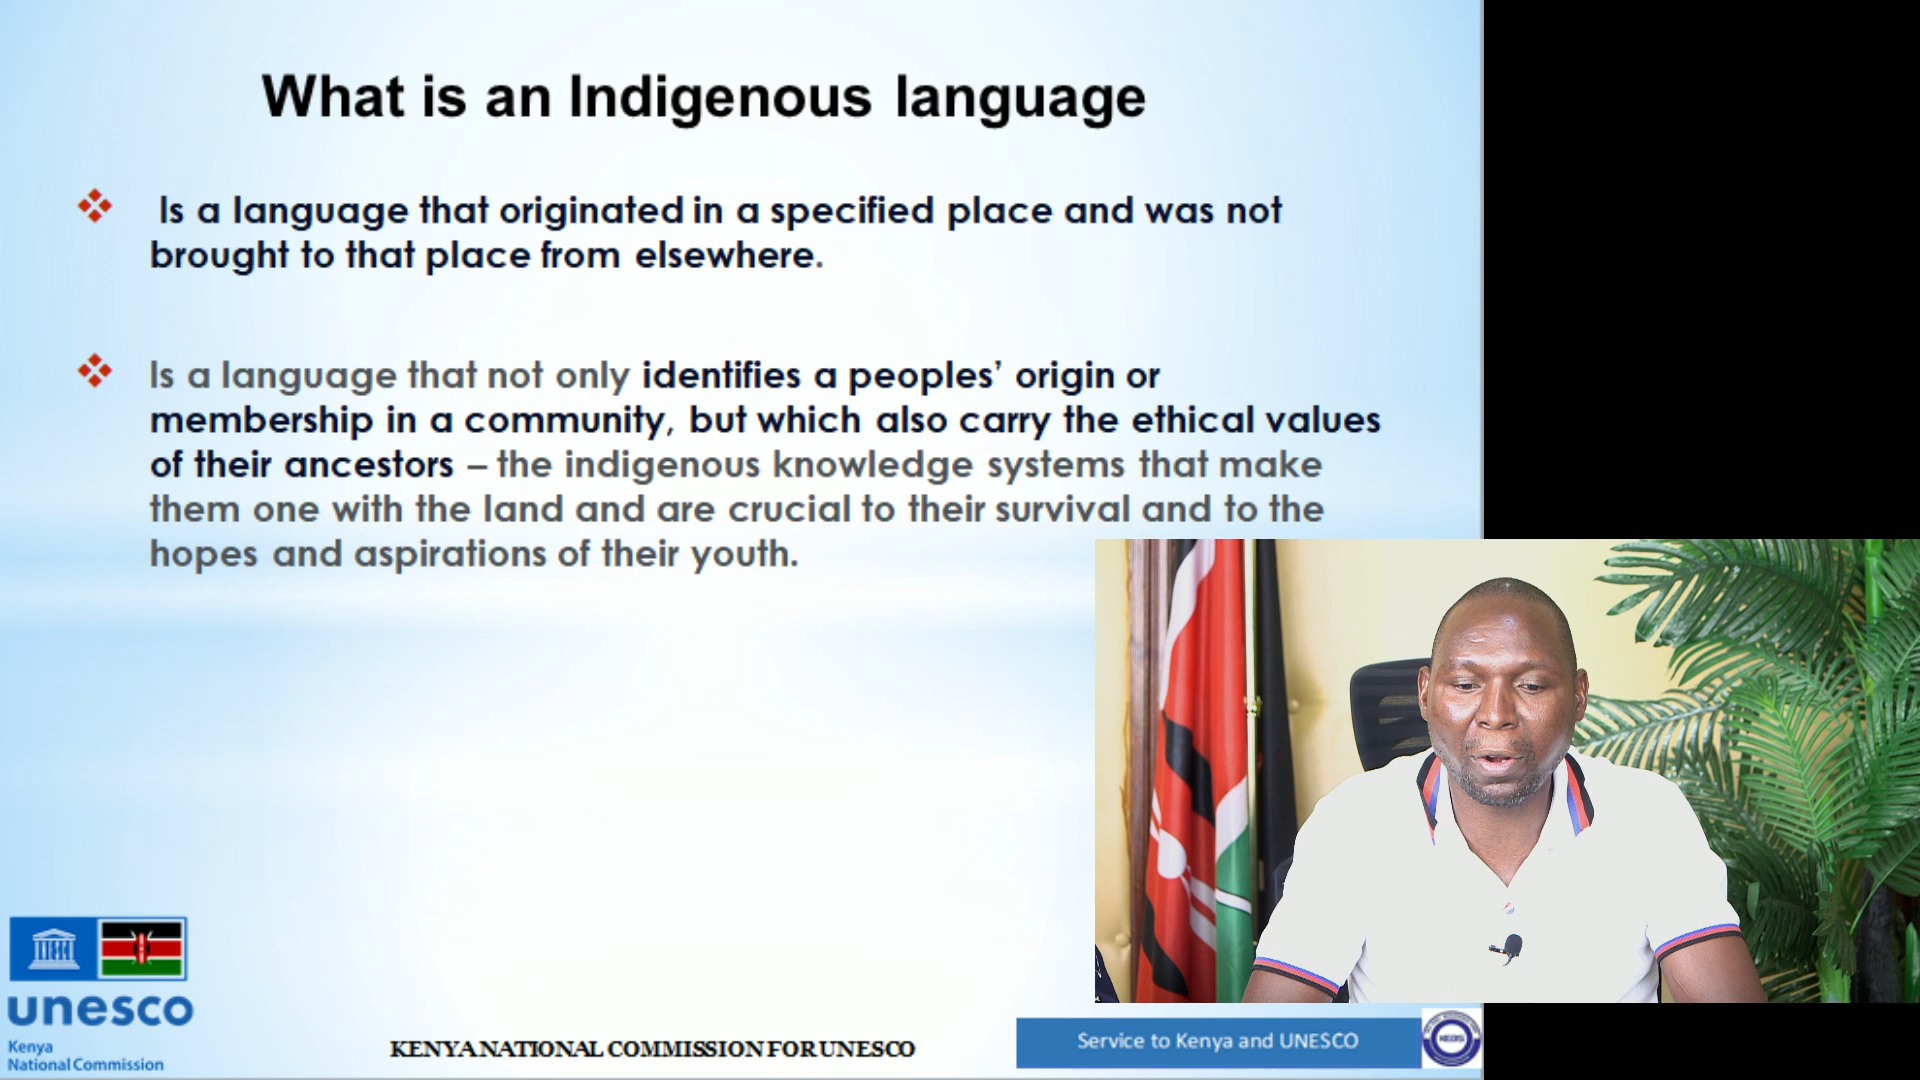 What is an Indigenous language
Is a language that originated in a specified place and was not
brought to that place from elsewhere.
Is a language that not only identifies a peoples’ origin or
membership in a community, but which also carry the ethical values
of their ancestors – the indigenous knowledge systems that make
them one with the land and are crucial to their survival and to the
hopes and aspirations of their youth.
unesco
Kenya
National Commission
KENYA NATIONAL COMMISSION FOR UNESCO
Service to Kenya and UNESCO
KEBS